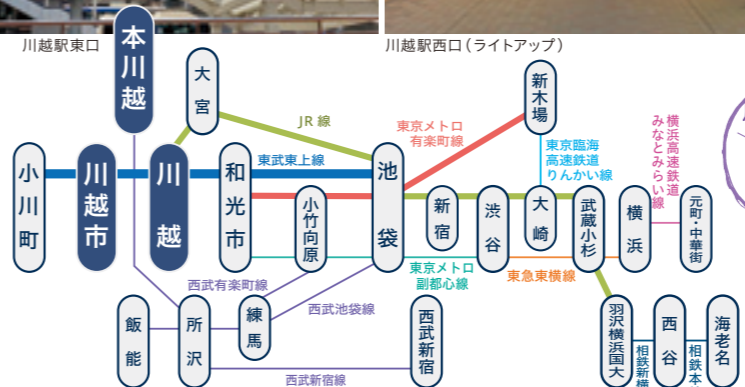 川越駅東口
川越駅西口（ライトアップ）
本川越
大宮
JR 線
東京メトロ
有楽町線
新木場
横浜高速鉄道
みなとみらい線
東武東上線
東京臨海
高速鉄道
りんかい線
小川町
川越市
川越
和光市
小竹向原
池袋
新宿
渋谷
大崎
武蔵小杉
横浜
元町・中華街
西武有楽町線
東京メトロ
副都心線
東急東横線
西武池袋線
飯能
所沢
練馬
西武新宿
羽沢横浜国大
相鉄新横
西谷
相鉄本
海老名
西武新宿線